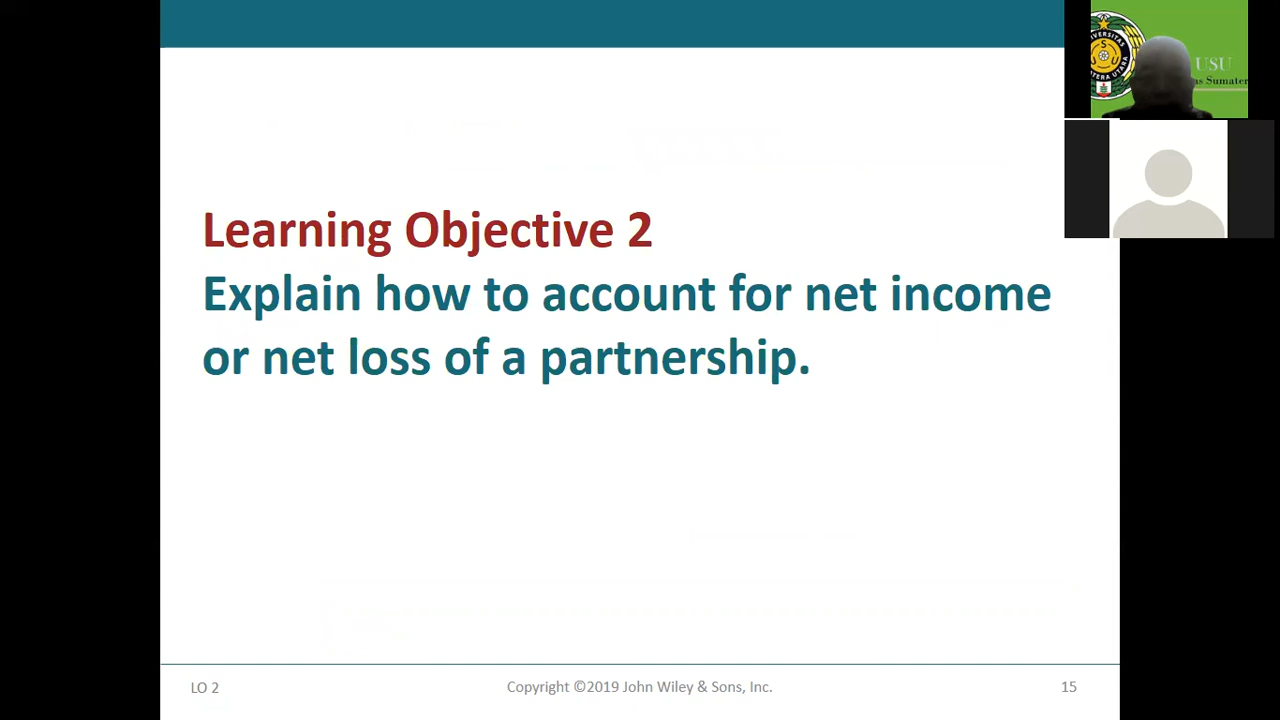 Learning Objective 2
Explain how to account for net income
or net loss of a partnership.
LO 2
Copyright ©2019 John Wiley & Sons, Inc.
15
USU